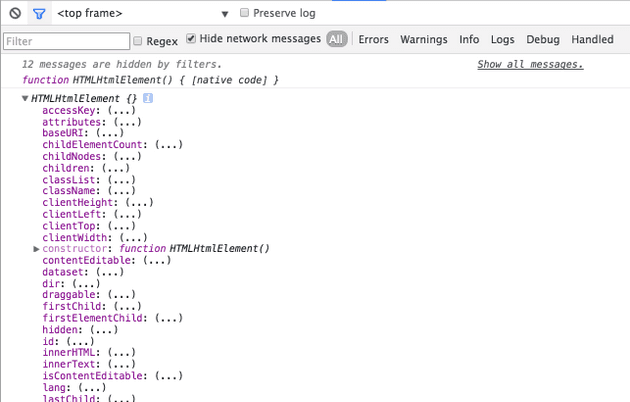 <top frame> Preserve log
Filter Regex Hide network messages All Errors Warnings Info Logs Debug Handled
12 messages are hidden by filters. Show all messages.
function HTMLHtmlElement() { [native code] }
HTMLHtmlElement {} i
accessKey: (...)
attributes: (...)
baseURI: (...)
childElementCount: (...)
childNodes: (...)
children: (...)
classList: (...)
className: (...)
clientHeight: (...)
clientLeft: (...)
clientTop: (...)
clientWidth: (...)
constructor: function HTMLHtmlElement()
contentEditable: (...)
dataset: (...)
dir: (...)
draggable: (...)
firstChild: (...)
firstElementChild: (...)
hidden: (...)
id: (...)
innerHTML: (...)
innerText: (...)
isContentEditable: (...)
lang: (...)
lastChild: (...)